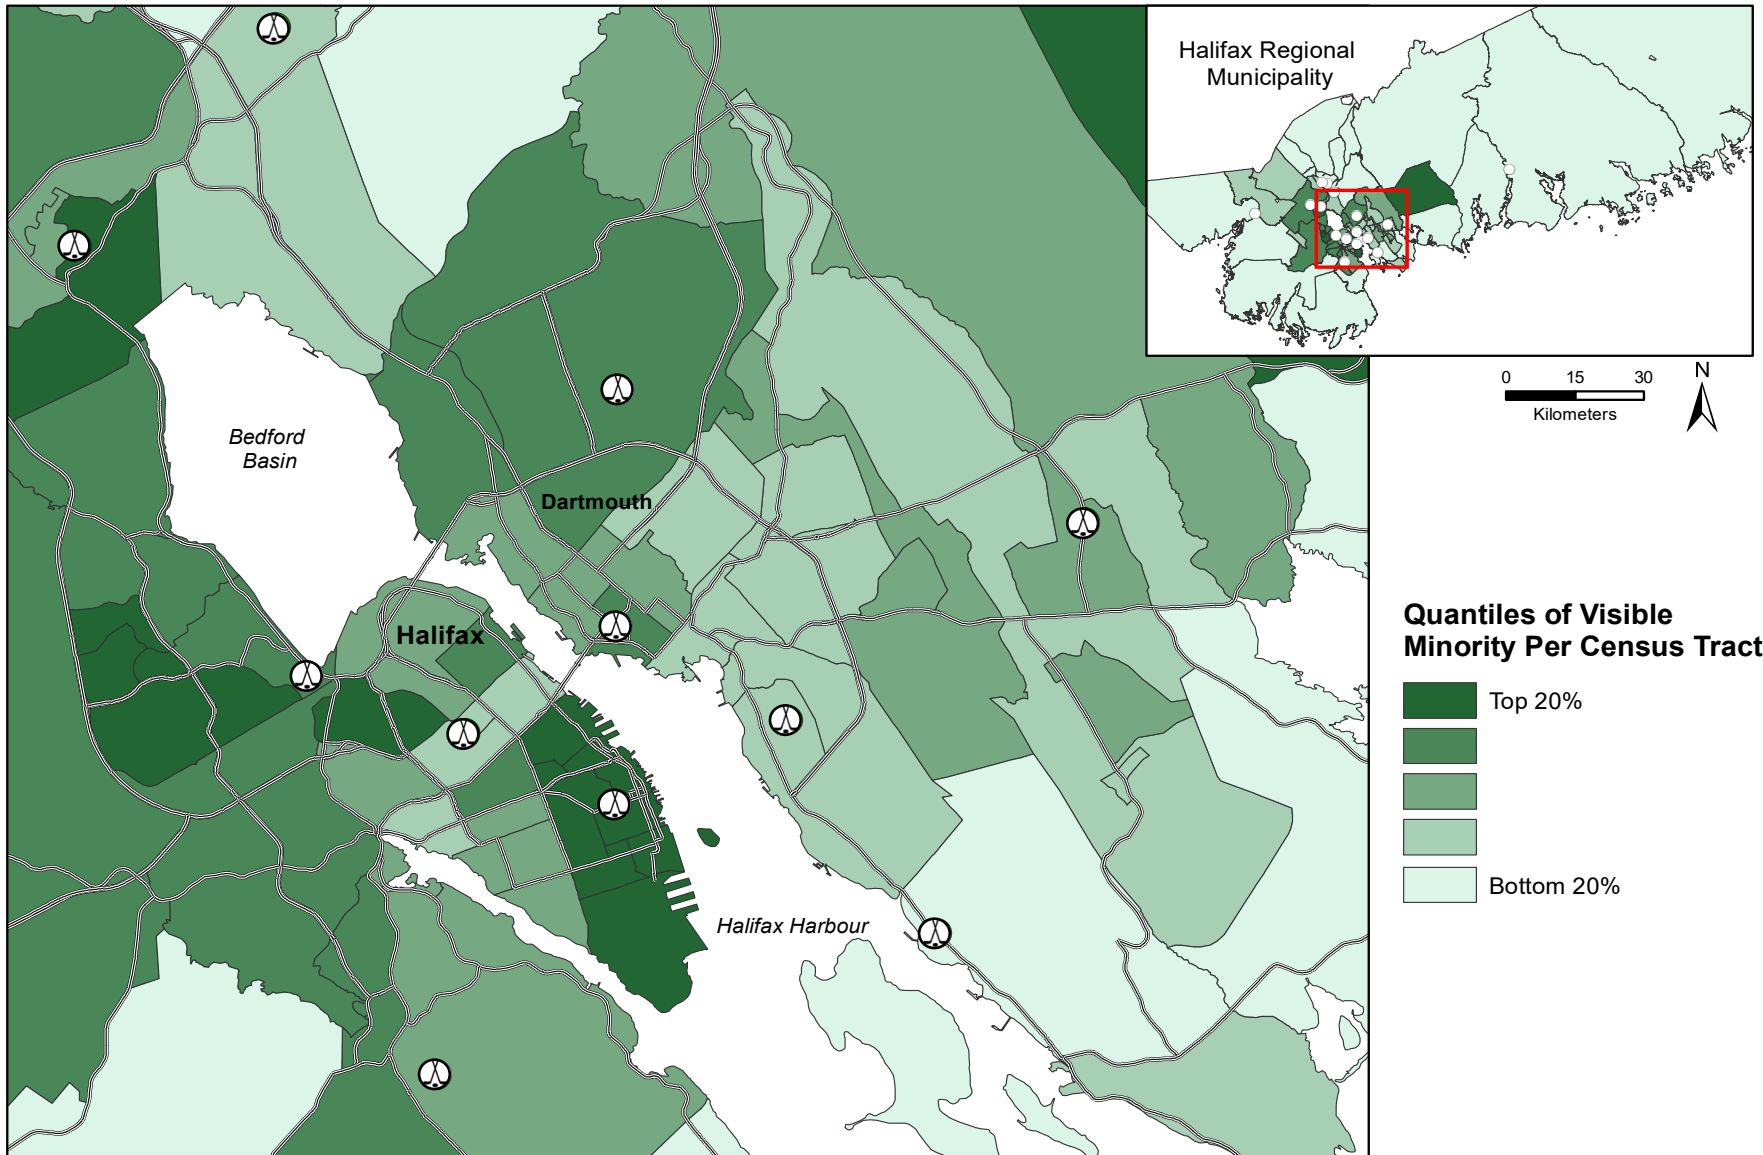 Halifax Regional
Municipality
N
0 15 30
Kilometers
Bedford
Basin
Dartmouth
Halifax
Halifax Harbour
Quantiles of Visible
Minority Per Census Tract
Top 20%
Bottom 20%